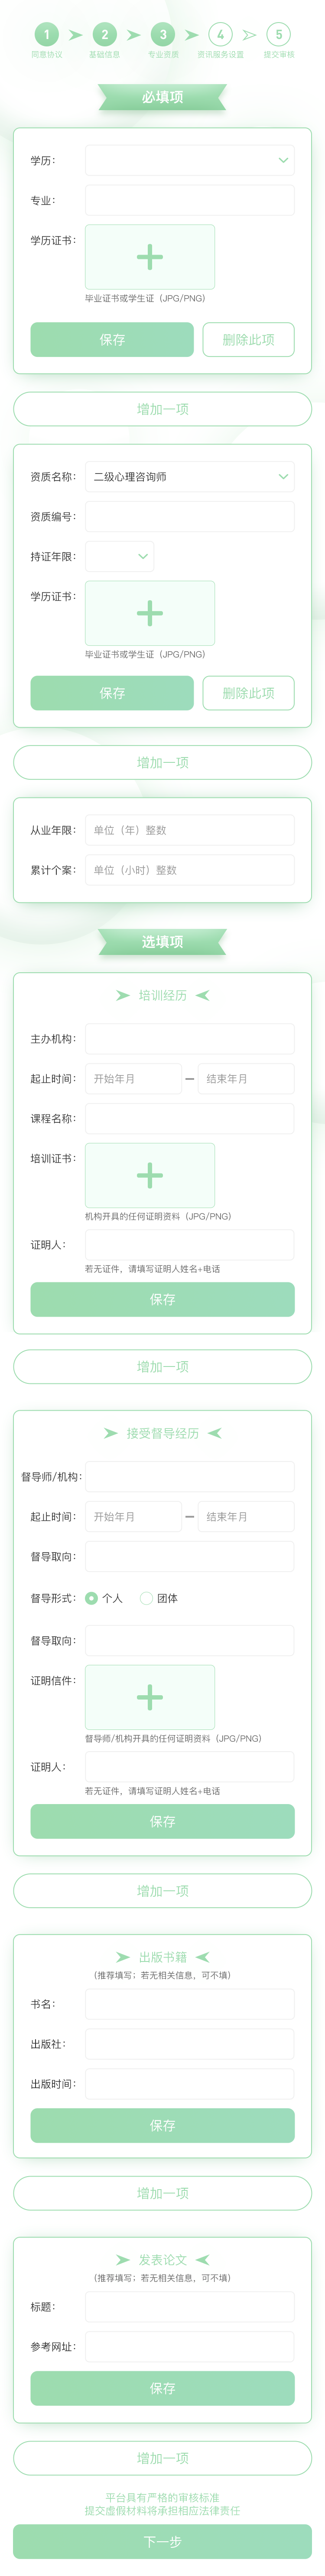 1 2 3 4 5
同意协议 基础信息 专业资质 资讯服务设置 提交审核
必填项
学历：
专业：
学历证书：
毕业证书或学生证（JPG/PNG）
保存 删除此项
增加一项
资质名称： 二级心理咨询师
资质编号：
持证年限：
学历证书：
毕业证书或学生证（JPG/PNG）
保存 删除此项
增加一项
从业年限： 单位（年）整数
累计个案： 单位（小时）整数
选填项
培训经历
主办机构：
起止时间： 开始年月 — 结束年月
课程名称：
培训证书：
机构开具的任何证明资料（JPG/PNG）
证明人：
若无证件，请填写证明人姓名+电话
保存
增加一项
接受督导经历
督导师/机构：
起止时间： 开始年月 — 结束年月
督导取向：
督导形式： 个人 团体
督导取向：
证明信件：
督导师/机构开具的任何证明资料（JPG/PNG）
证明人：
若无证件，请填写证明人姓名+电话
保存
增加一项
出版书籍
（推荐填写；若无相关信息，可不填）
书名：
出版社：
出版时间：
保存
增加一项
发表论文
（推荐填写；若无相关信息，可不填）
标题：
参考网址：
保存
增加一项
平台具有严格的审核标准
提交虚假材料将承担相应法律责任
下一步